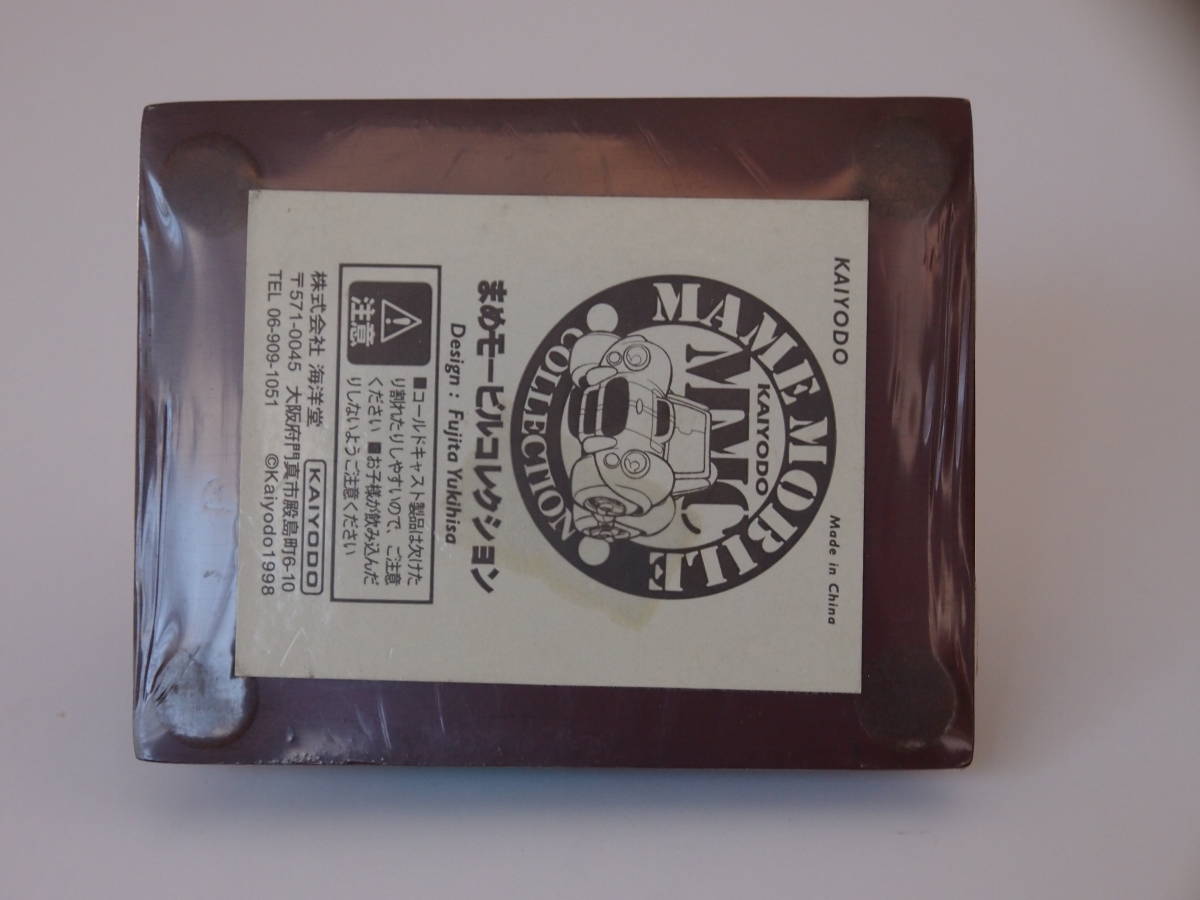 KAIYODO
Made in China
MAME MOBILE
KAIYODO
MMC
COLLECTION
まめモービルコレクション
Design : Fujita Yukihisa
注意
■コールドキャスト製品は欠けた
り割れたりしやすいので、ご注意
ください ■お子様が飲み込んだ
りしないようご注意ください
株式会社 海洋堂 KAIYODO
〒571-0045 大阪府門真市殿島町6-10
TEL 06-909-1051 ©Kaiyodo1998